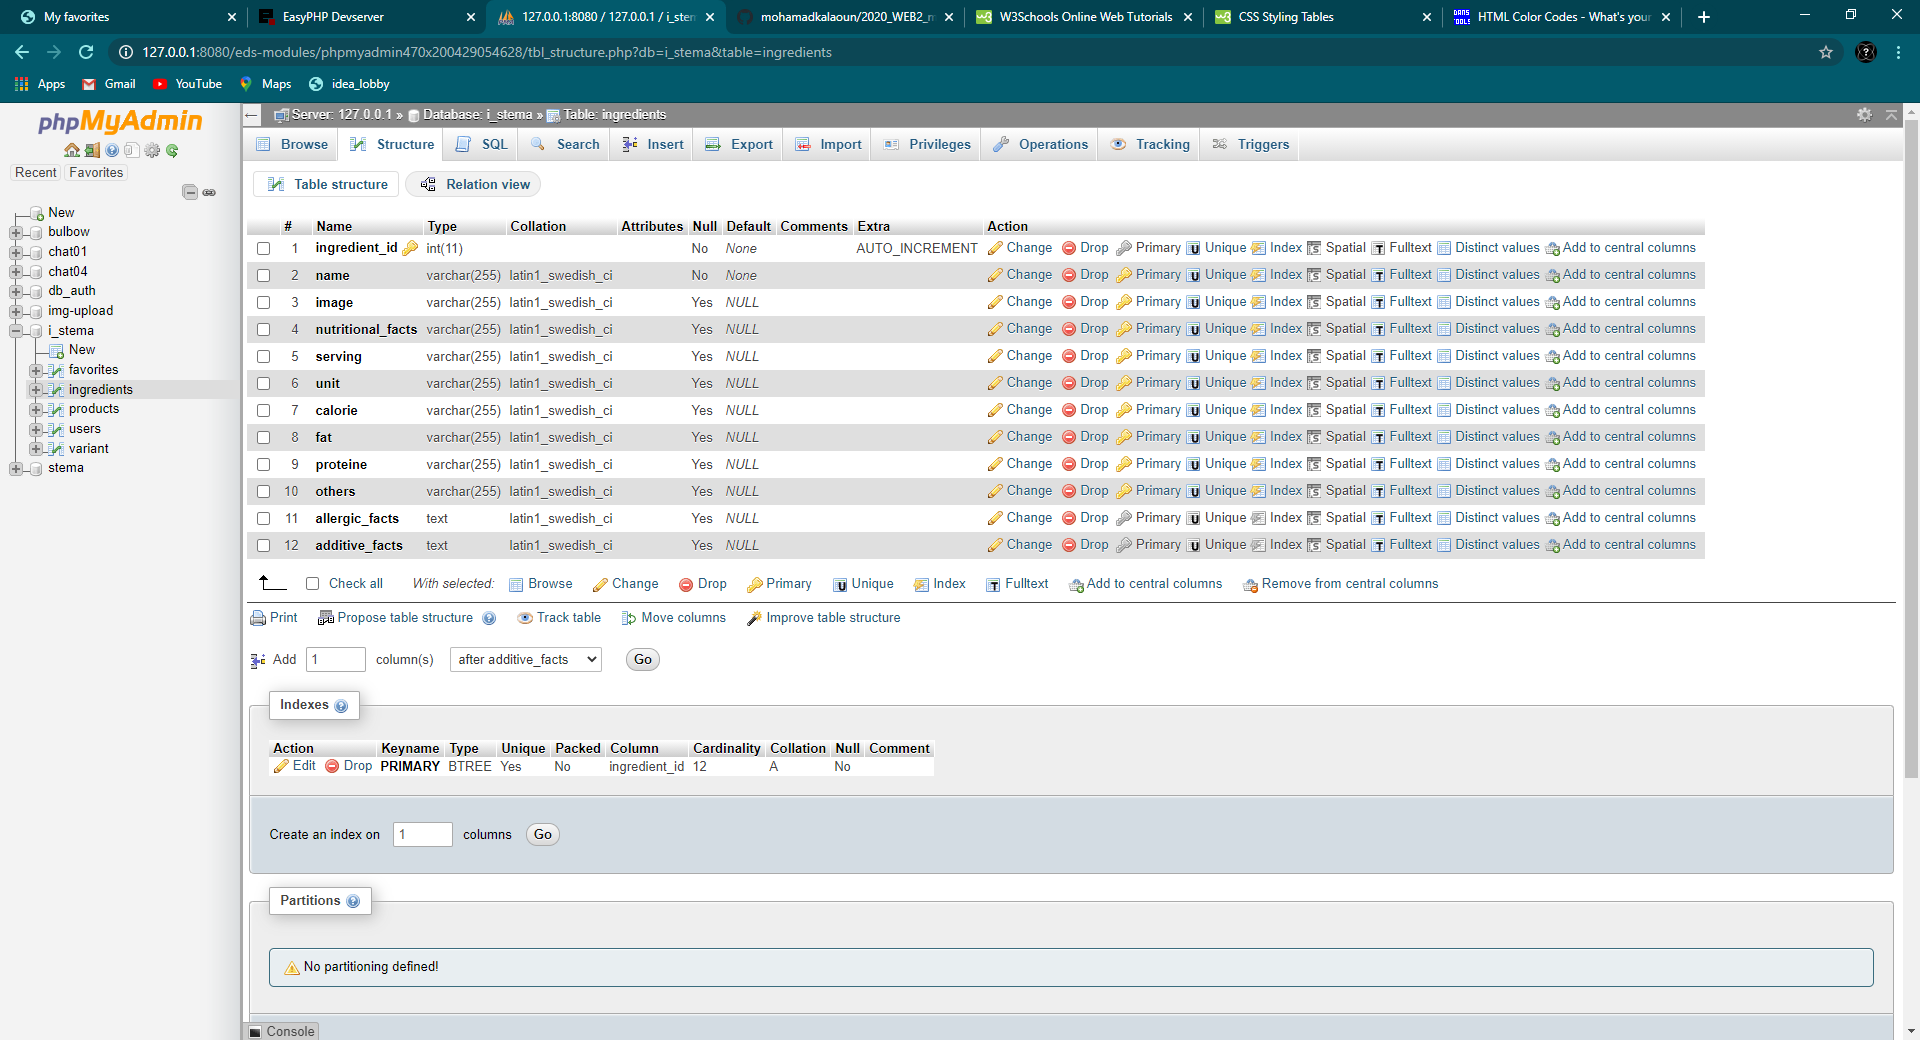 My favorites
EasyPHP Devserver
127.0.0.1:8080 / 127.0.0.1 / i_stem
mohamadkalaoun/2020_WEB2_m
W3Schools Online Web Tutorials
CSS Styling Tables
HTML Color Codes - What's your
127.0.0.1:8080/eds-modules/phpmyadmin470x200429054628/tbl_structure.php?db=i_stema&table=ingredients
Apps Gmail YouTube Maps idea_lobby
phpMyAdmin
Recent Favorites
New
bulbow
chat01
chat04
db_auth
img-upload
i_stema
New
favorites
ingredients
products
users
variant
stema
Server: 127.0.0.1 » Database: i_stema » Table: ingredients
Browse Structure SQL Search Insert Export Import Privileges Operations Tracking Triggers
Table structure Relation view
# Name Type Collation Attributes Null Default Comments Extra Action
1 ingredient_id int(11) No None AUTO_INCREMENT Change Drop Primary Unique Index Spatial Fulltext Distinct values Add to central columns
2 name varchar(255) latin1_swedish_ci No None Change Drop Primary Unique Index Spatial Fulltext Distinct values Add to central columns
3 image varchar(255) latin1_swedish_ci Yes NULL Change Drop Primary Unique Index Spatial Fulltext Distinct values Add to central columns
4 nutritional_facts varchar(255) latin1_swedish_ci Yes NULL Change Drop Primary Unique Index Spatial Fulltext Distinct values Add to central columns
5 serving varchar(255) latin1_swedish_ci Yes NULL Change Drop Primary Unique Index Spatial Fulltext Distinct values Add to central columns
6 unit varchar(255) latin1_swedish_ci Yes NULL Change Drop Primary Unique Index Spatial Fulltext Distinct values Add to central columns
7 calorie varchar(255) latin1_swedish_ci Yes NULL Change Drop Primary Unique Index Spatial Fulltext Distinct values Add to central columns
8 fat varchar(255) latin1_swedish_ci Yes NULL Change Drop Primary Unique Index Spatial Fulltext Distinct values Add to central columns
9 proteine varchar(255) latin1_swedish_ci Yes NULL Change Drop Primary Unique Index Spatial Fulltext Distinct values Add to central columns
10 others varchar(255) latin1_swedish_ci Yes NULL Change Drop Primary Unique Index Spatial Fulltext Distinct values Add to central columns
11 allergic_facts text latin1_swedish_ci Yes NULL Change Drop Primary Unique Index Spatial Fulltext Distinct values Add to central columns
12 additive_facts text latin1_swedish_ci Yes NULL Change Drop Primary Unique Index Spatial Fulltext Distinct values Add to central columns
Check all With selected: Browse Change Drop Primary Unique Index Fulltext Add to central columns Remove from central columns
Print Propose table structure Track table Move columns Improve table structure
Add 1 column(s) after additive_facts Go
Indexes
Action Keyname Type Unique Packed Column Cardinality Collation Null Comment
Edit Drop PRIMARY BTREE Yes No ingredient_id 12 A No
Create an index on 1 columns Go
Partitions
No partitioning defined!
Console